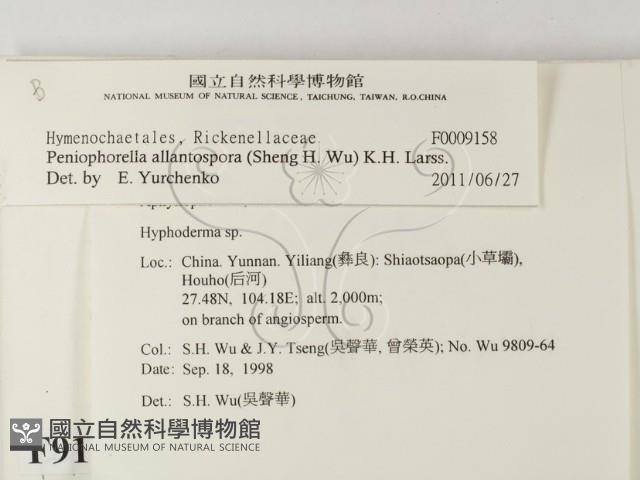 B
國立自然科學博物館
NATIONAL MUSEUM OF NATURAL SCIENCE, TAICHUNG, TAIWAN, R.O.CHINA
Hymenochaetales, Rickenellaceae F0009158
Peniophorella allantospora (Sheng H. Wu) K.H. Larss.
Det. by E. Yurchenko 2011/06/27
Hyphoderma sp.
Loc.: China. Yunnan. Yiliang(彝良): Shiaotsaopa(小草壩),
Houho(后河)
27.48N, 104.18E; alt. 2,000m;
on branch of angiosperm.
Col.: S.H. Wu & J.Y. Tseng(吳聲華, 曾榮英); No. Wu 9809-64
Date: Sep. 18, 1998
Det.: S.H. Wu(吳聲華)
國立自然科學博物館
NATIONAL MUSEUM OF NATURAL SCIENCE
F91